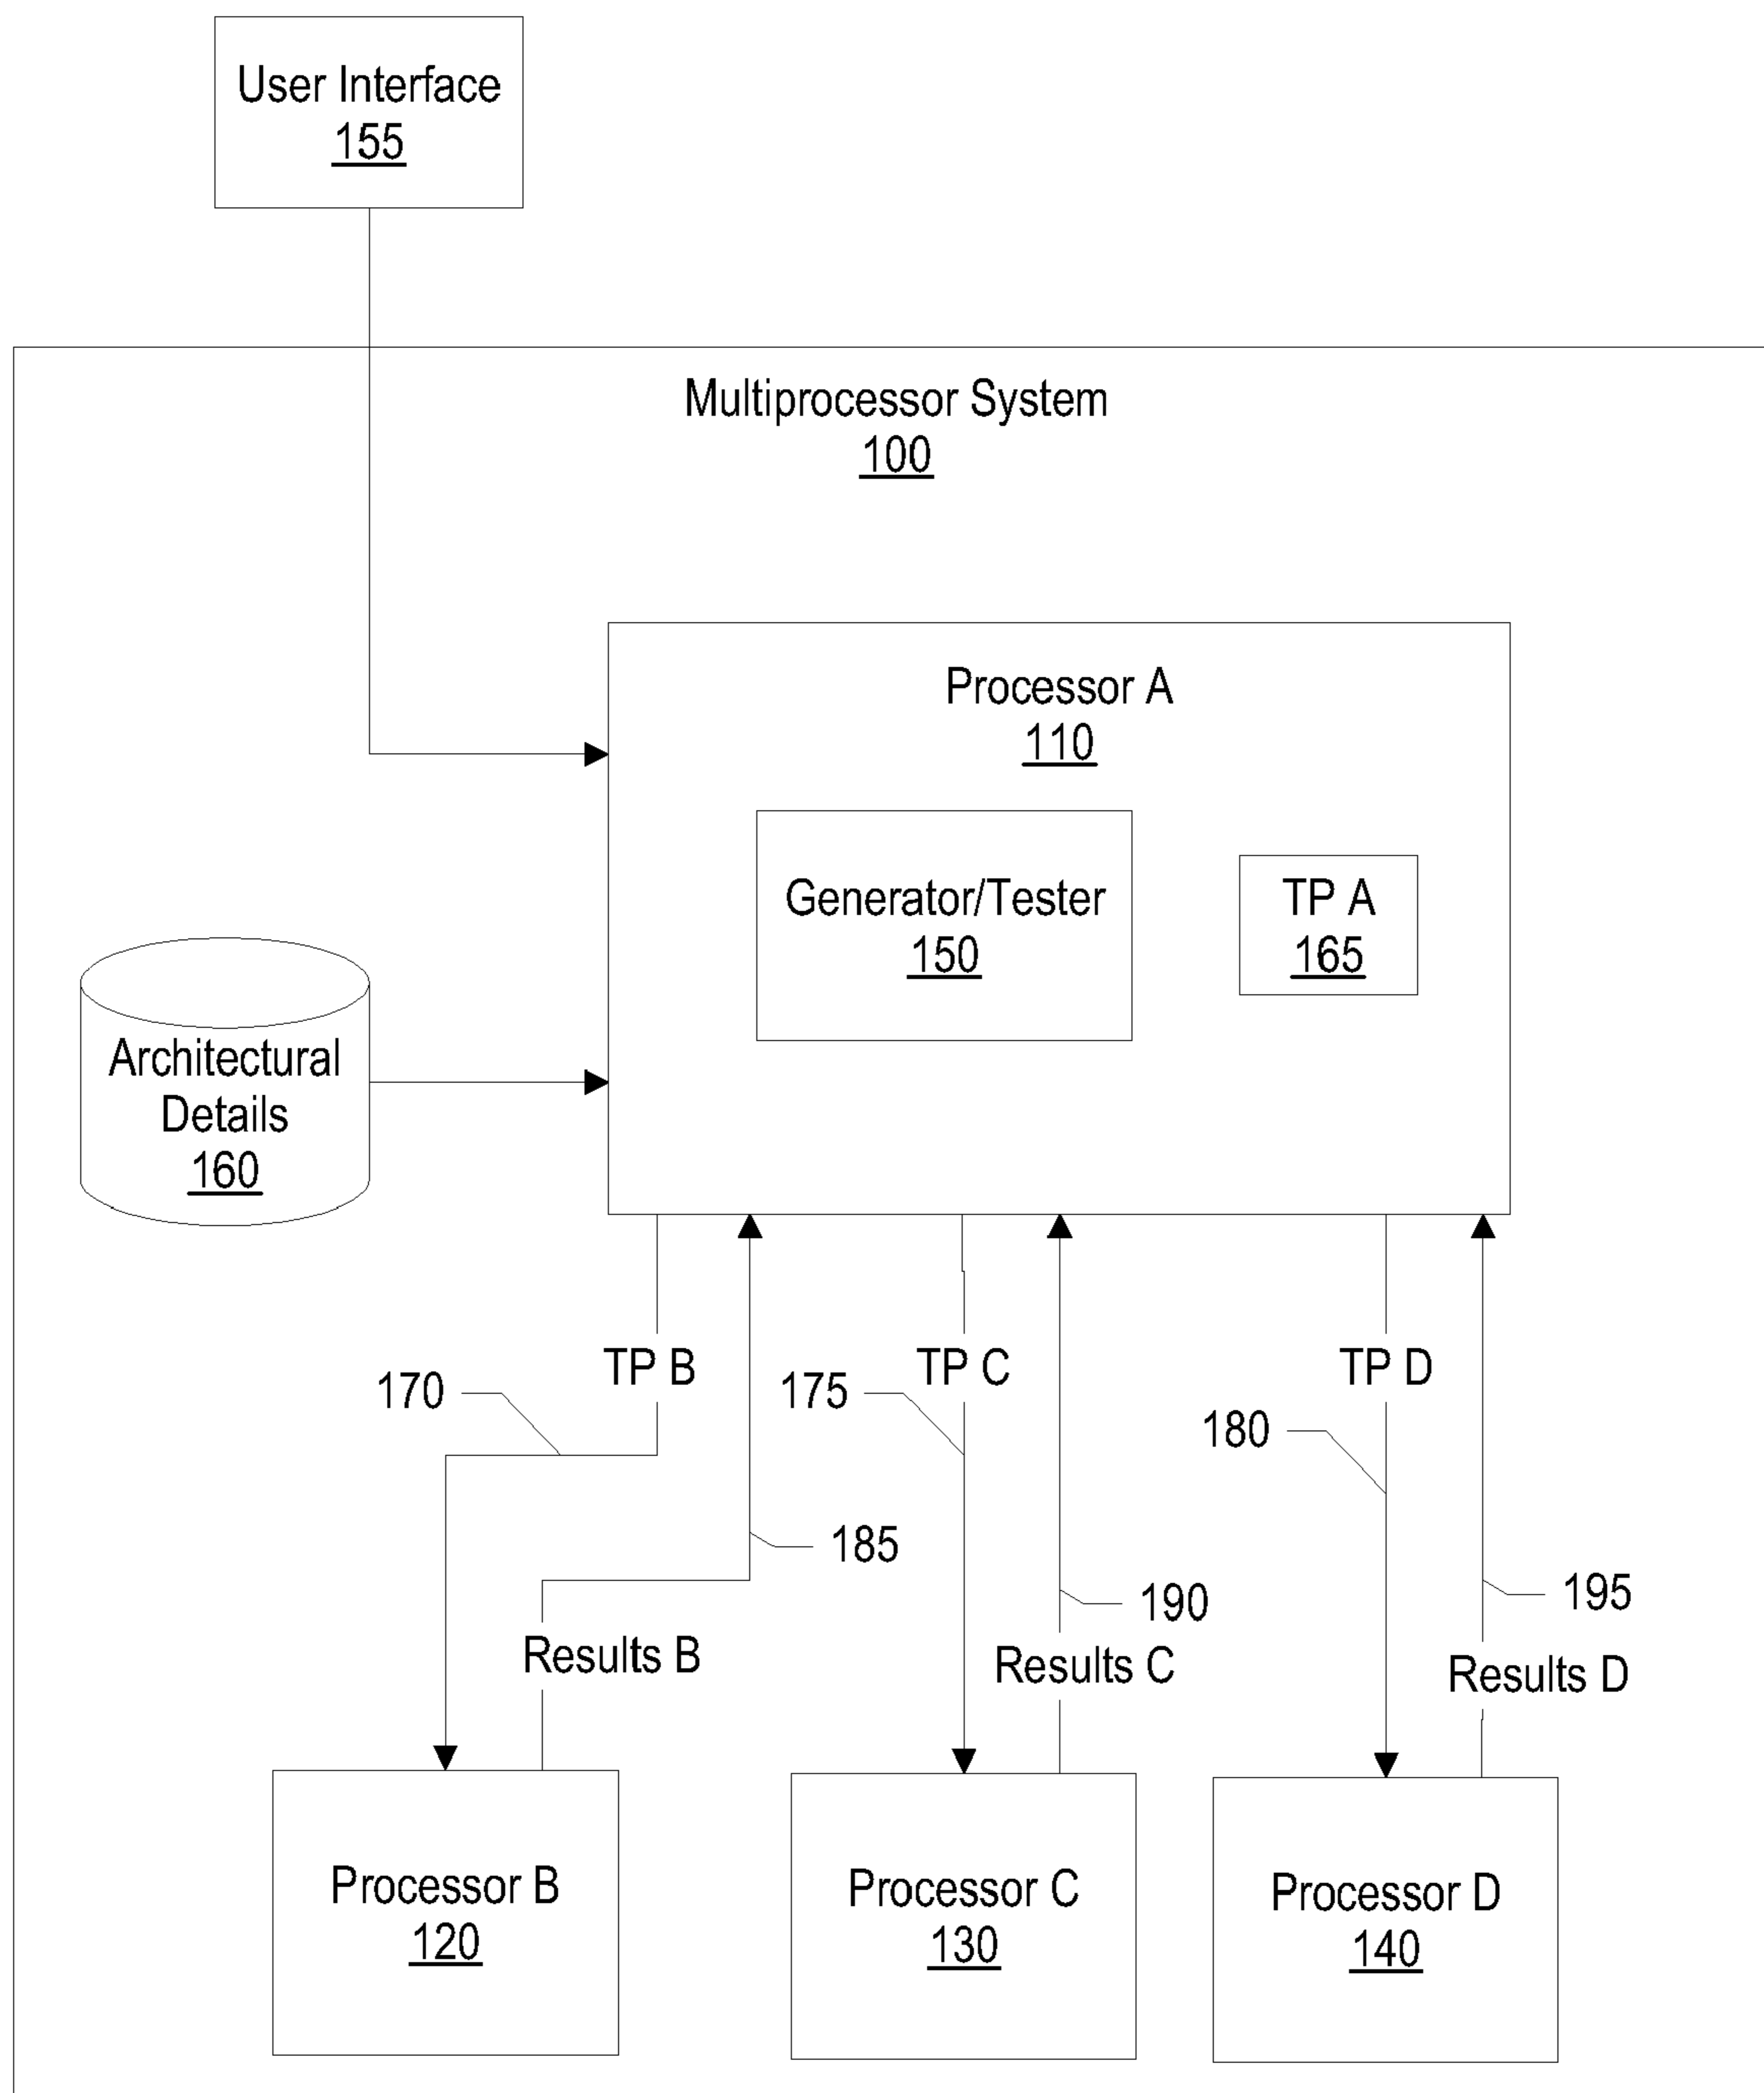 User Interface
155
Multiprocessor System
100
Processor A
110
Generator/Tester
150
TP A
165
Architectural
Details
160
TP B
TP C
TP D
170
175
180
185
190
195
Results B
Results C
Results D
Processor B
120
Processor C
130
Processor D
140